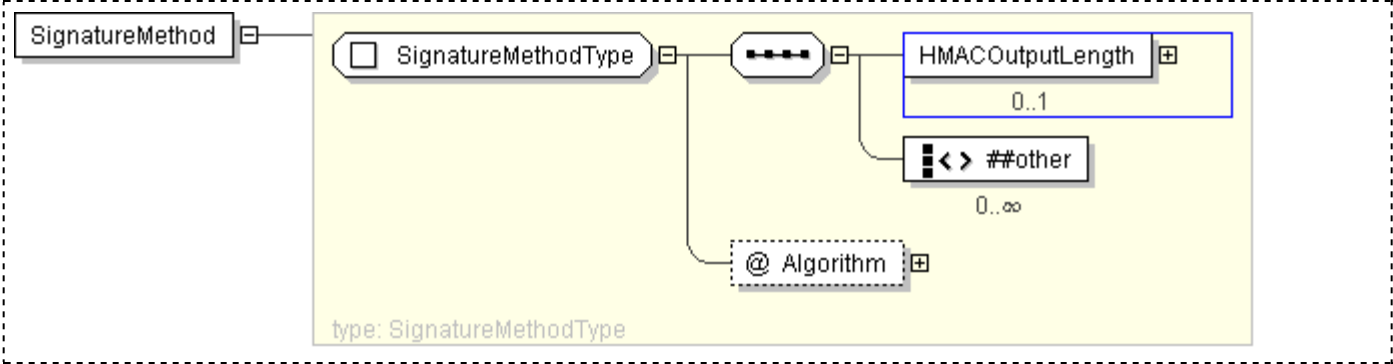 SignatureMethod
SignatureMethodType
HMACOutputLength
0..1
##other
0..∞
@ Algorithm
type: SignatureMethodType